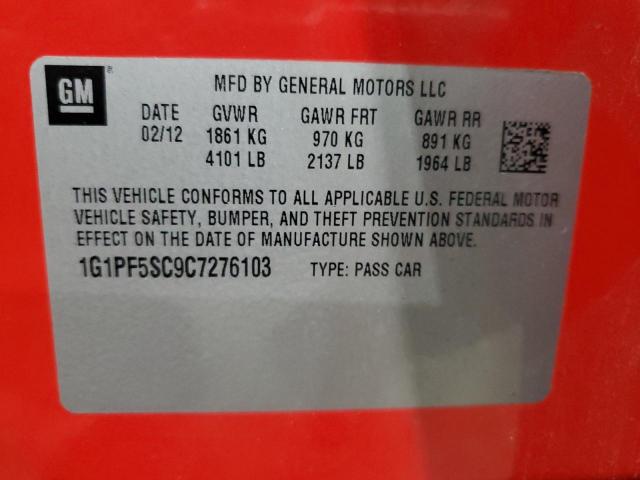 GM ®
MFD BY GENERAL MOTORS LLC
DATE GVWR GAWR FRT GAWR RR
02/12 1861 KG 970 KG 891 KG
4101 LB 2137 LB 1964 LB
THIS VEHICLE CONFORMS TO ALL APPLICABLE U.S. FEDERAL MOTOR
VEHICLE SAFETY, BUMPER, AND THEFT PREVENTION STANDARDS IN
EFFECT ON THE DATE OF MANUFACTURE SHOWN ABOVE.
1G1PF5SC9C7276103 TYPE: PASS CAR